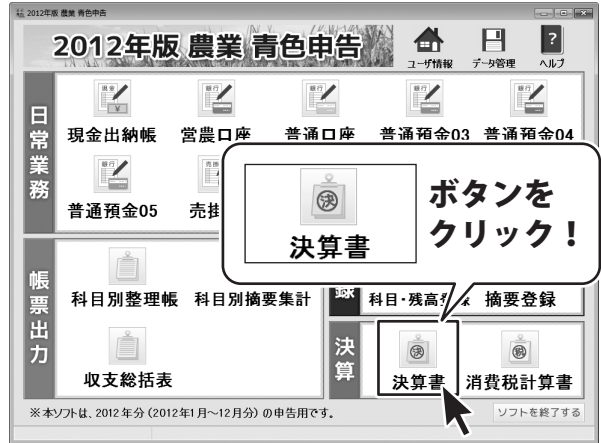 2012年版 農業 青色申告
2012年版 農業 青色申告
ユーザ情報 データ管理 ヘルプ
日常業務
現金出納帳 営農口座 普通口座 普通預金03 普通預金04
普通預金05 売掛
決
決算書
ボタンを
クリック！
帳票出力
科目別整理帳 科目別摘要集計
収支総括表
録
科目・残高登録 摘要登録
決算
決算書 消費税計算書
※本ソフトは、2012年分(2012年1月～12月分)の申告用です。
ソフトを終了する